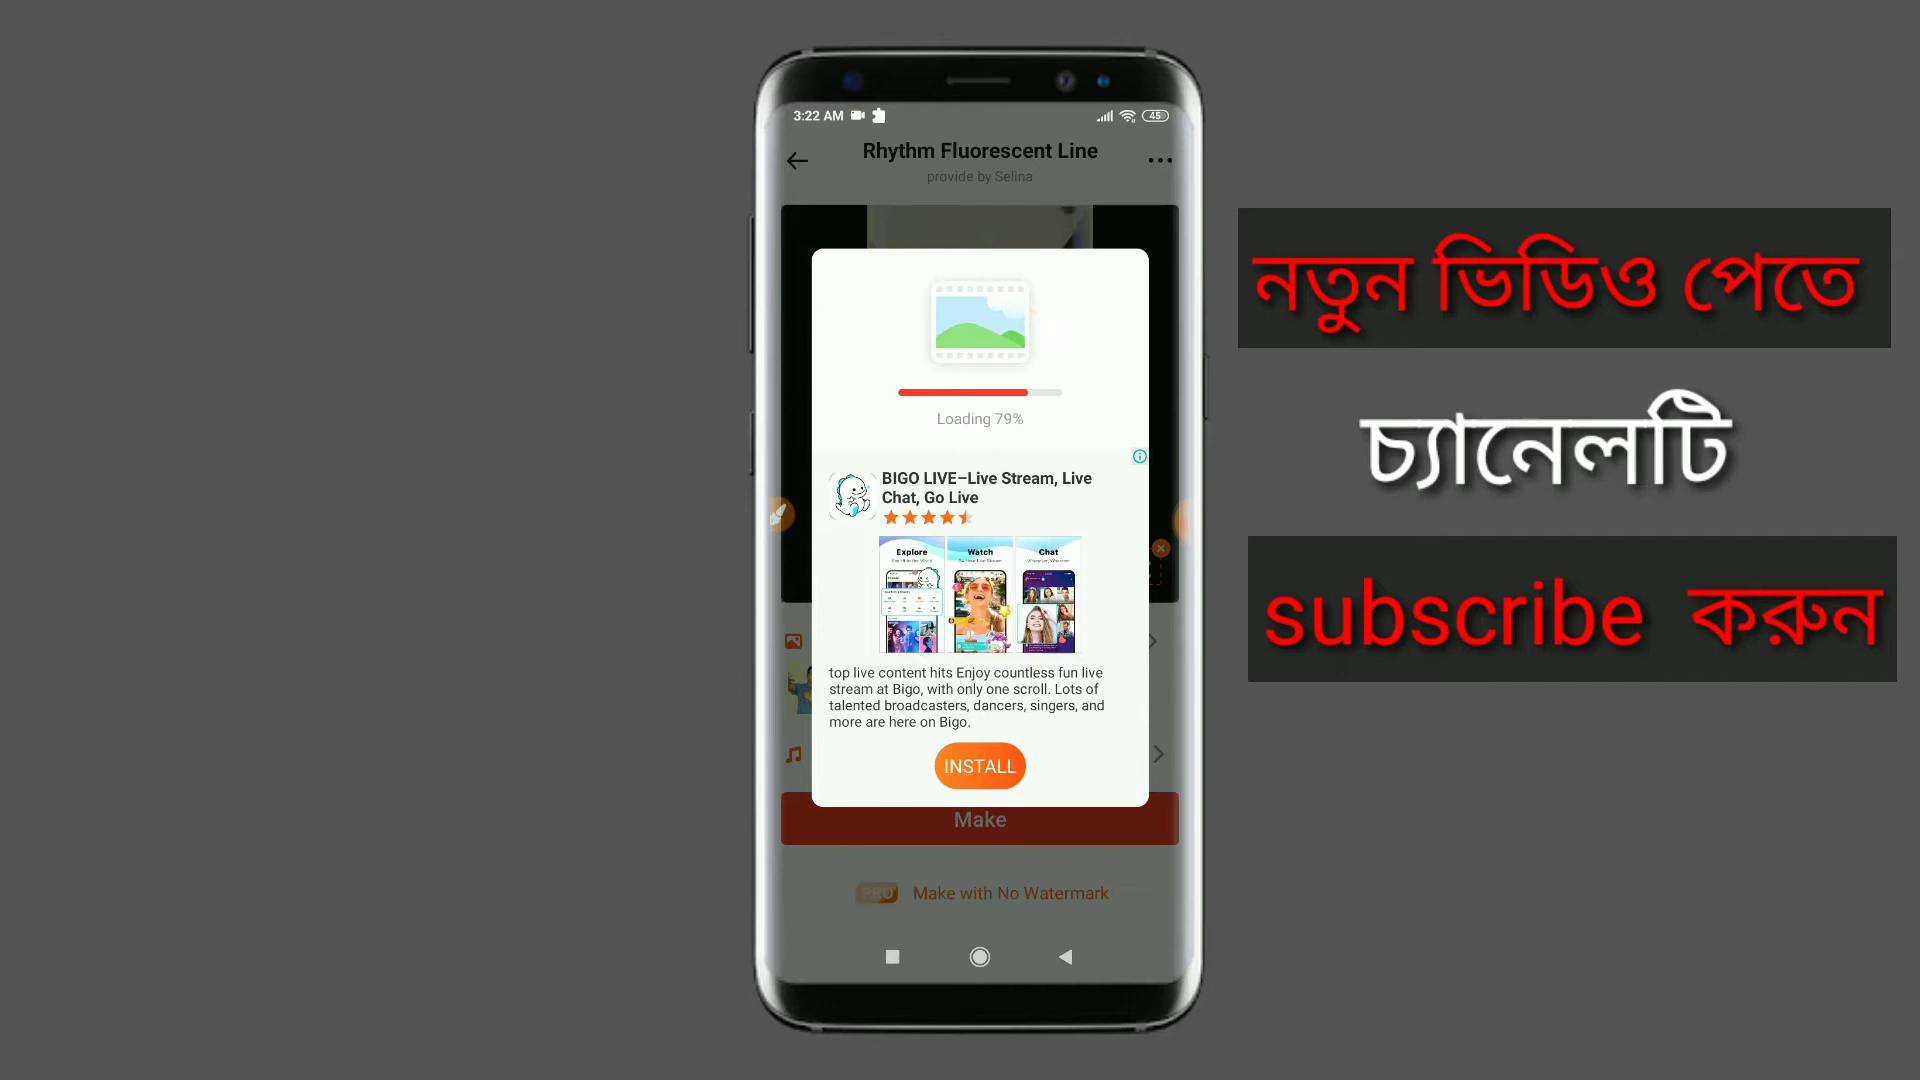 3:22 AM
45
Rhythm Fluorescent Line
provide by Selina
Loading 79%
BIGO LIVE–Live Stream, Live
Chat, Go Live
Explore
Watch
Chat
top live content hits Enjoy countless fun live
stream at Bigo, with only one scroll. Lots of
talented broadcasters, dancers, singers, and
more are here on Bigo.
INSTALL
Make
PRO Make with No Watermark
নতুন ভিডিও পেতে
চ্যানেলটি
subscribe করুন